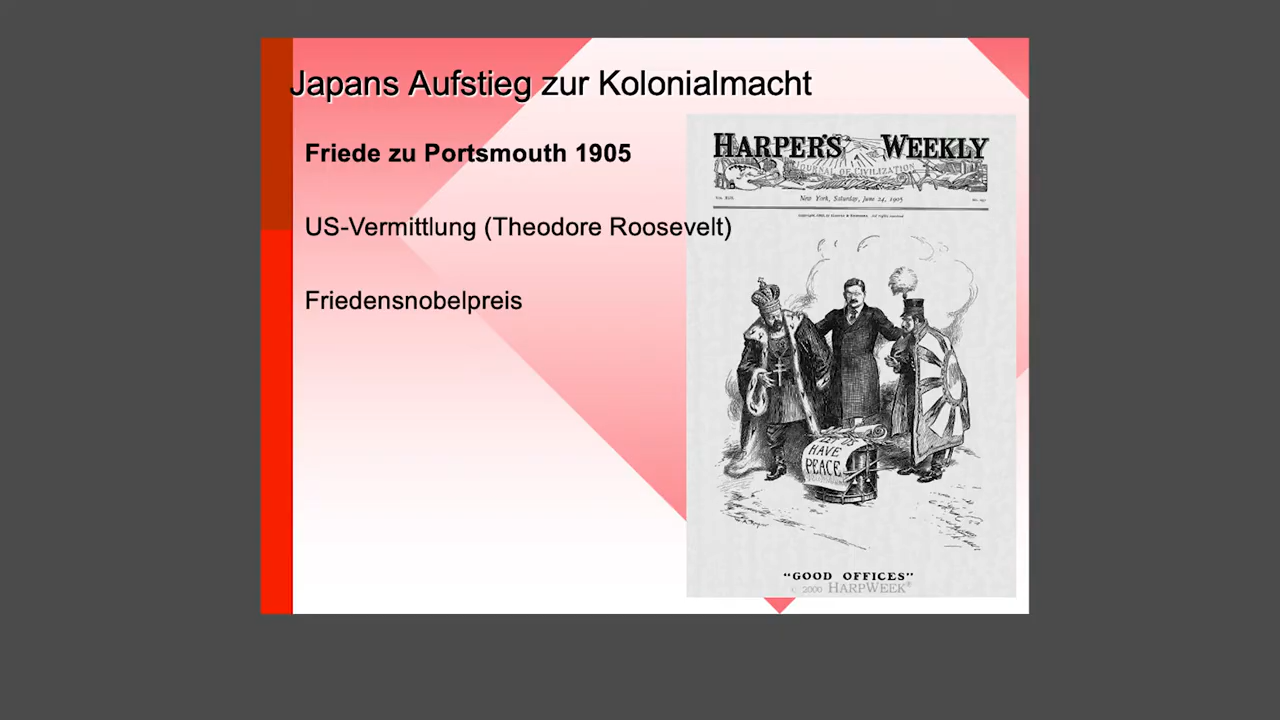 Japans Aufstieg zur Kolonialmacht
Friede zu Portsmouth 1905
US-Vermittlung (Theodore Roosevelt)
Friedensnobelpreis
HARPER'S WEEKLY
JOURNAL OF CIVILIZATION
New York, Saturday, June 24, 1905
HAVE
PEACE
"GOOD OFFICES"
© 2000 HARPWEEK®